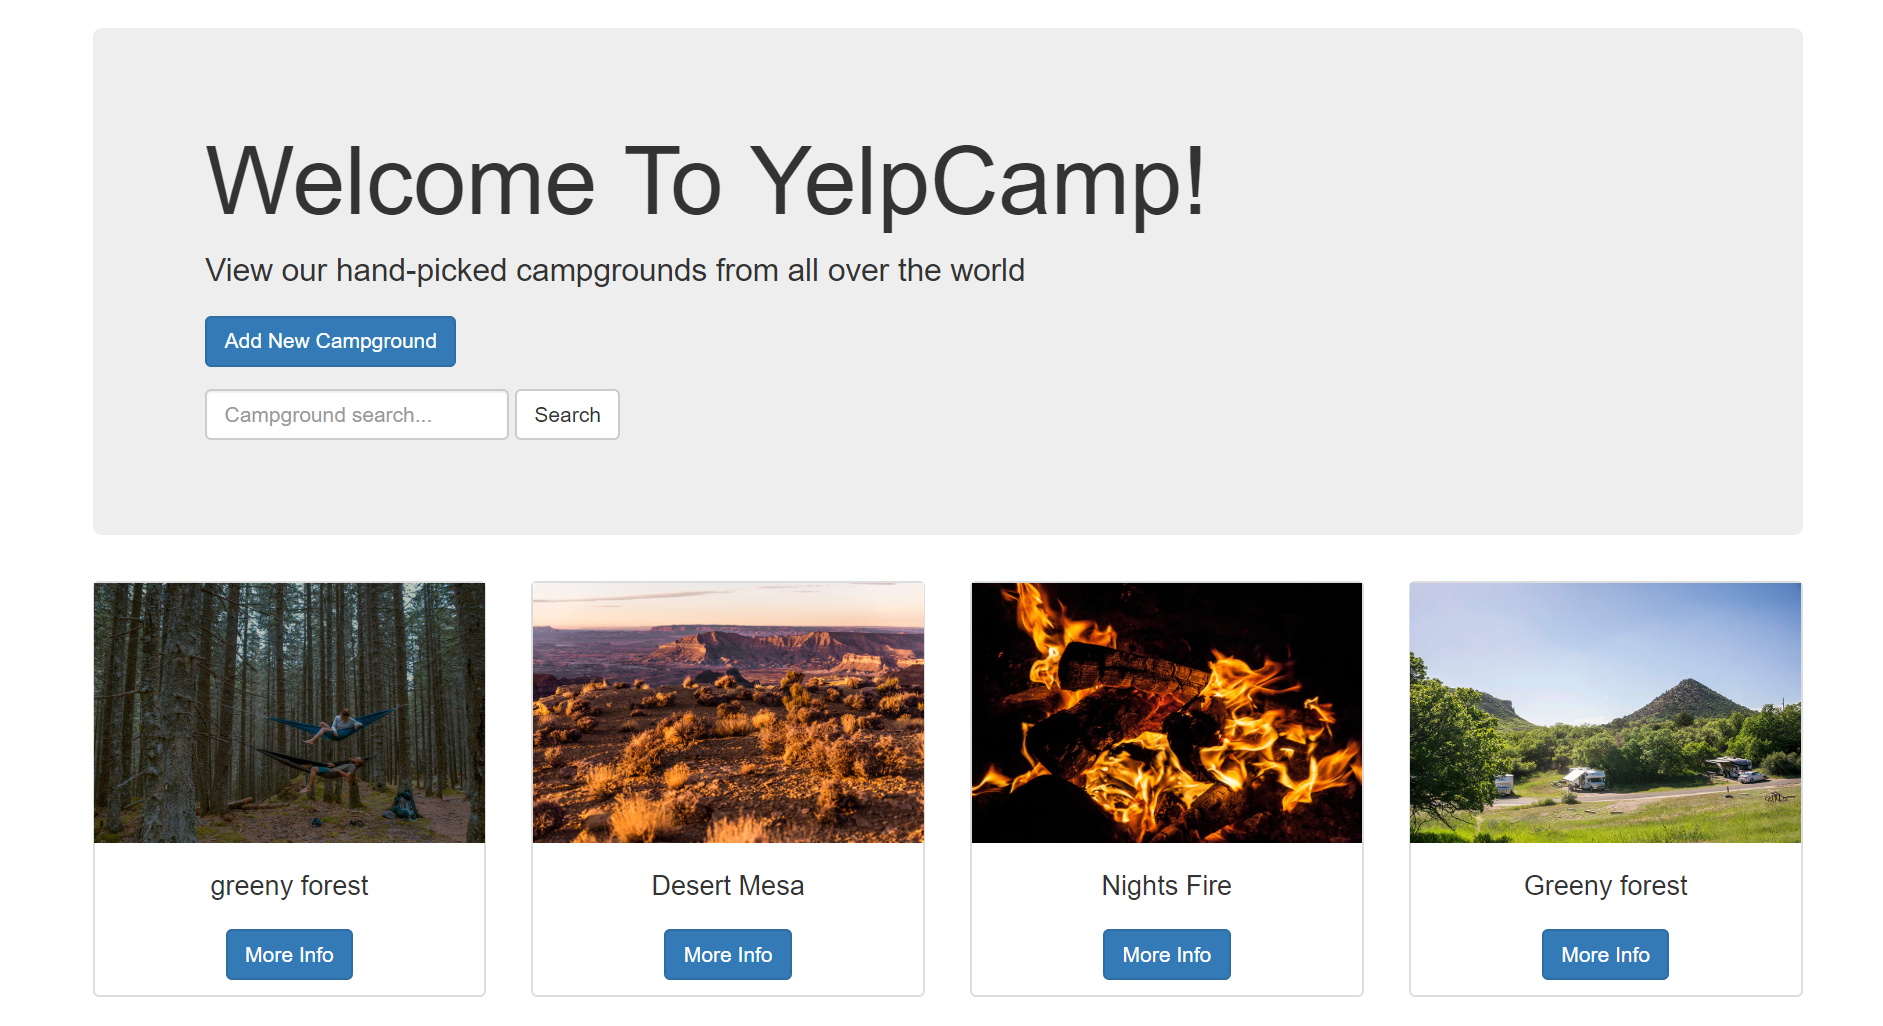 Welcome To YelpCamp!
View our hand-picked campgrounds from all over the world
Add New Campground
Campground search...
Search
greeny forest
Desert Mesa
Nights Fire
Greeny forest
More Info
More Info
More Info
More Info